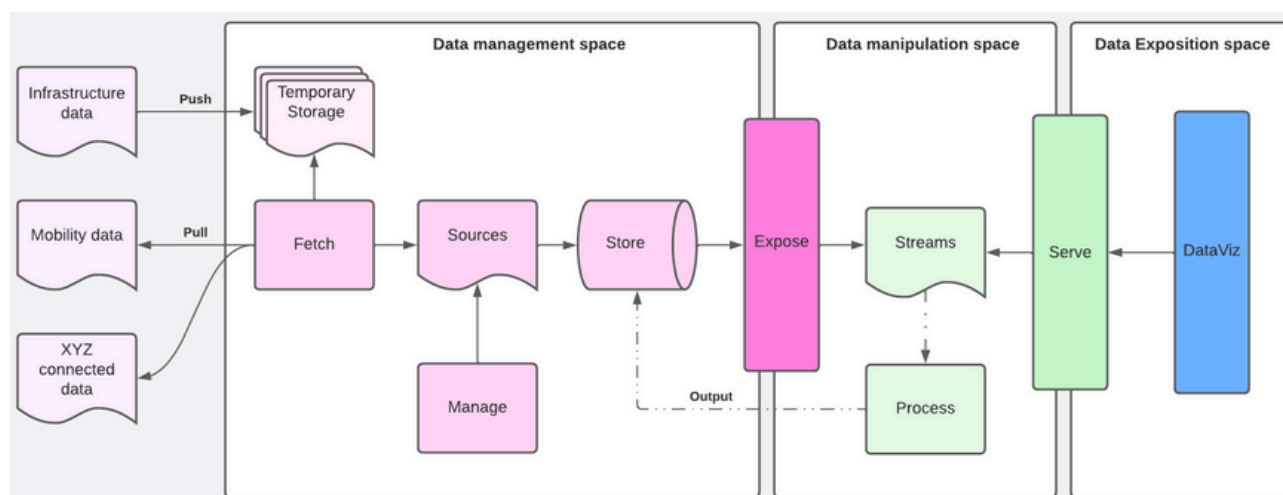 Data management space
Data manipulation space
Data Exposition space
Infrastructure
data
Push
Temporary
Storage
Mobility data
Pull
Fetch
Sources
Store
Expose
Streams
Serve
DataViz
XYZ
connected
data
Manage
Output
Process